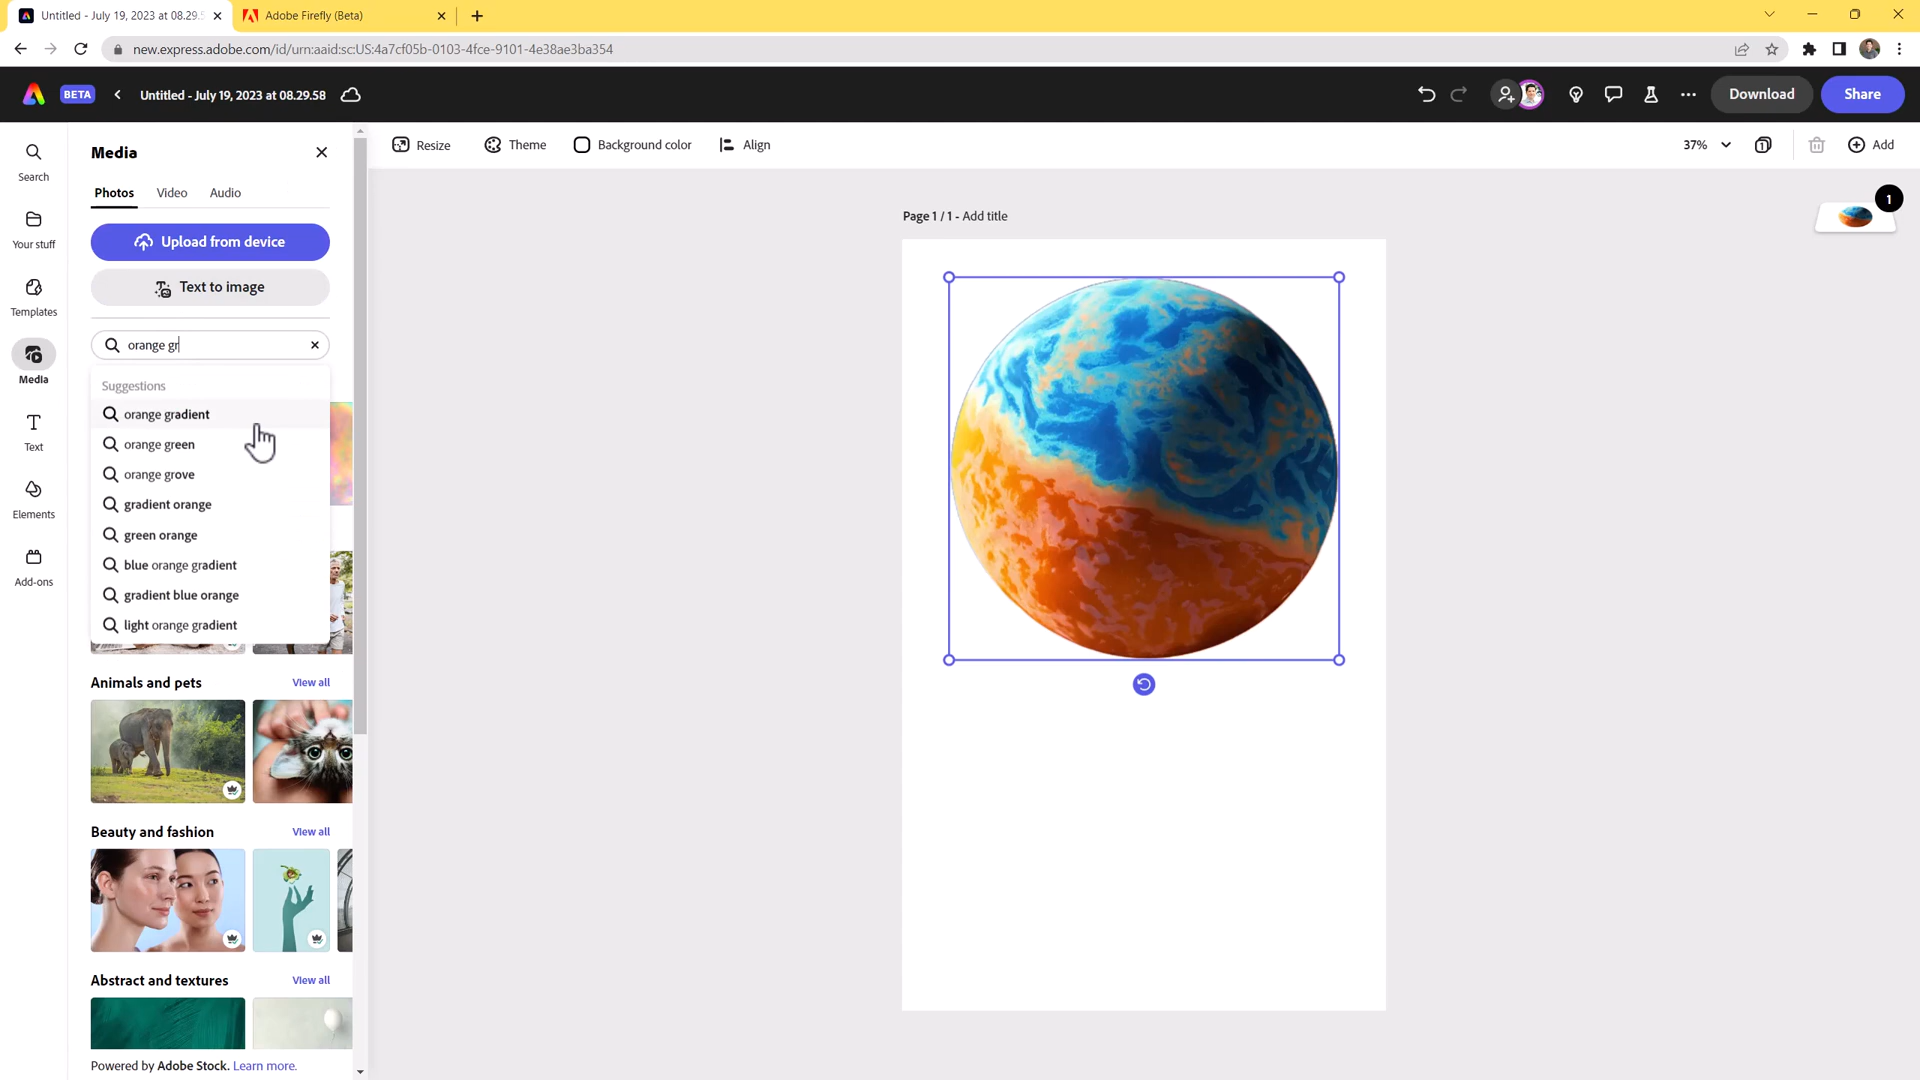 Untitled - July 19, 2023 at 08.29.5
Adobe Firefly (Beta)
new.express.adobe.com/id/urn:aaid:sc:US:4a7cf05b-0103-4fce-9101-4e38ae3ba354
BETA
Untitled - July 19, 2023 at 08.29.58
Download
Share
Search
Your stuff
Templates
Media
Text
Elements
Add-ons
Media
Photos Video Audio
Upload from device
Text to image
orange gr
Suggestions
orange gradient
orange green
orange grove
gradient orange
green orange
blue orange gradient
gradient blue orange
light orange gradient
Animals and pets View all
Beauty and fashion View all
Abstract and textures View all
Powered by Adobe Stock. Learn more.
Resize Theme Background color Align
37% 1 Add
Page 1 / 1 - Add title
1